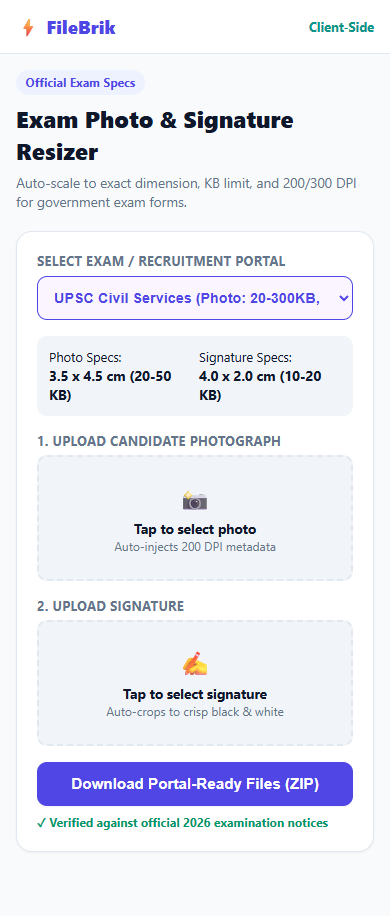 FileBrik
Client-Side
Official Exam Specs
Exam Photo & Signature
Resizer
Auto-scale to exact dimension, KB limit, and 200/300 DPI
for government exam forms.
SELECT EXAM / RECRUITMENT PORTAL
UPSC Civil Services (Photo: 20-300KB,
Photo Specs:
3.5 x 4.5 cm (20-50
KB)
Signature Specs:
4.0 x 2.0 cm (10-20
KB)
1. UPLOAD CANDIDATE PHOTOGRAPH
Tap to select photo
Auto-injects 200 DPI metadata
2. UPLOAD SIGNATURE
Tap to select signature
Auto-crops to crisp black & white
Download Portal-Ready Files (ZIP)
✓ Verified against official 2026 examination notices